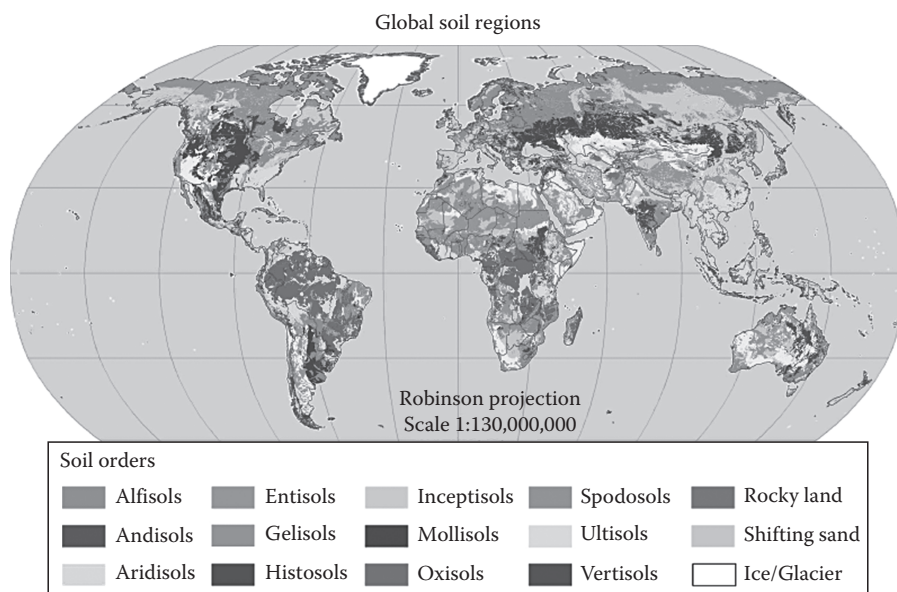 Global soil regions
Robinson projection
Scale 1:130,000,000
Soil orders
Alfisols Entisols Inceptisols Spodosols Rocky land
Andisols Gelisols Mollisols Ultisols Shifting sand
Aridisols Histosols Oxisols Vertisols Ice/Glacier